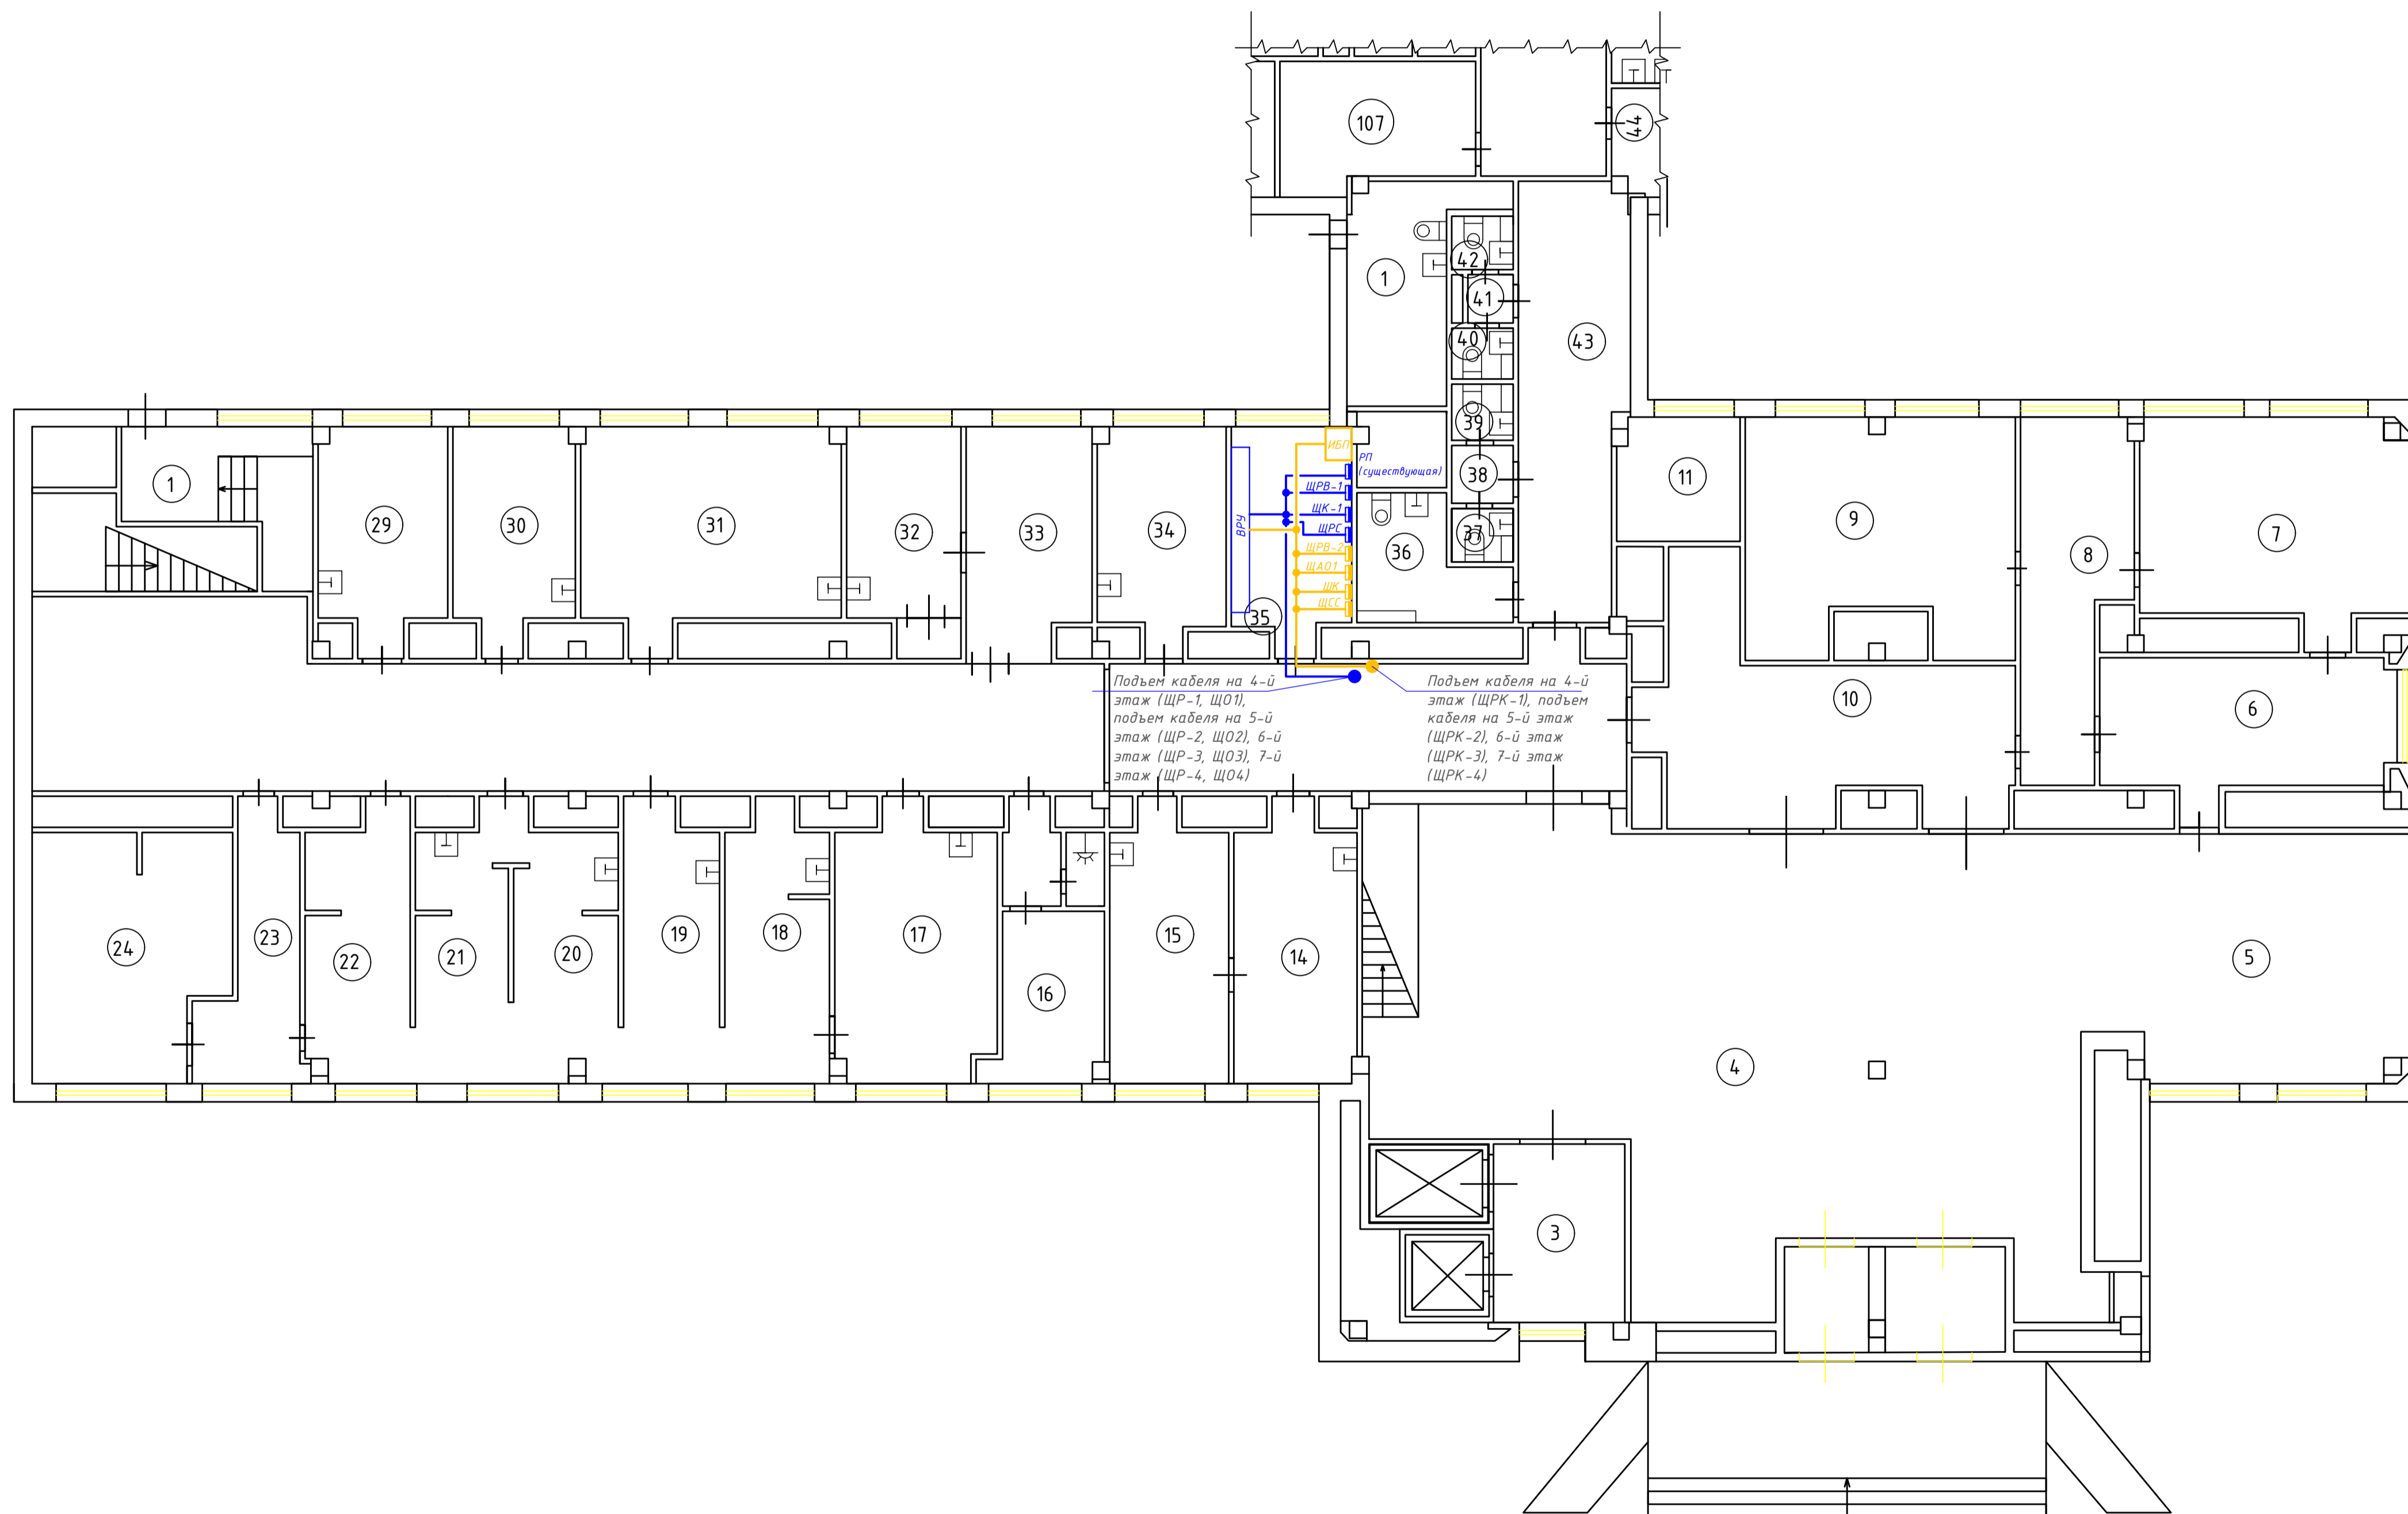 107
44
42
1
41
40
43
39
ИБП
РП
(существующая)
38
ЩРВ-1
11
1
ЩК-1
9
29
30
31
32
33
34
ВРУ
ЩРС
37
7
ЩРВ-2
36
8
ЩАО1
ЩК
ЩСС
35
Подъем кабеля на 4-й
этаж (ЩР-1, ЩО1),
подъем кабеля на 5-й
этаж (ЩР-2, ЩО2), 6-й
этаж (ЩР-3, ЩО3), 7-й
этаж (ЩР-4, ЩО4)
Подъем кабеля на 4-й
этаж (ЩРК-1), подъем
кабеля на 5-й этаж
(ЩРК-2), 6-й этаж
(ЩРК-3), 7-й этаж
(ЩРК-4)
10
6
24
23
22
21
20
19
18
17
16
15
14
5
4
3